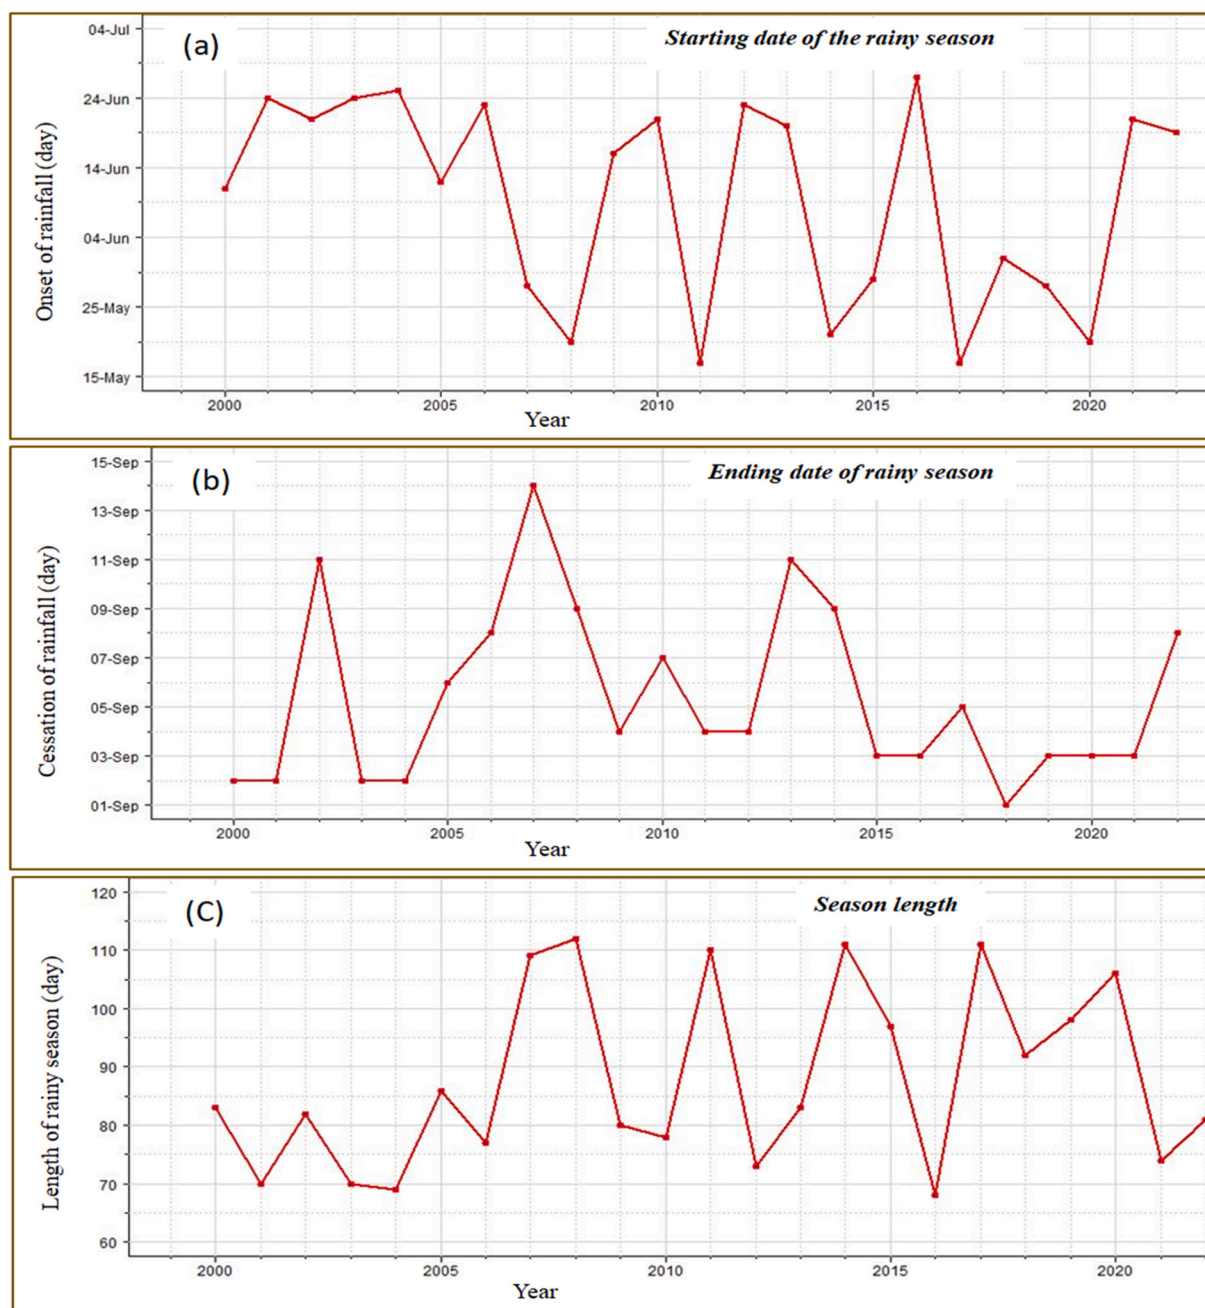 (a)
Starting date of the rainy season
Onset of rainfall (day)
04-Jul
24-Jun
14-Jun
04-Jun
25-May
15-May
2000
2005
2010
2015
2020
Year
(b)
Ending date of rainy season
Cessation of rainfall (day)
15-Sep
13-Sep
11-Sep
09-Sep
07-Sep
05-Sep
03-Sep
01-Sep
2000
2005
2010
2015
2020
Year
(C)
Season length
Length of rainy season (day)
120
110
100
90
80
70
60
2000
2005
2010
2015
2020
Year